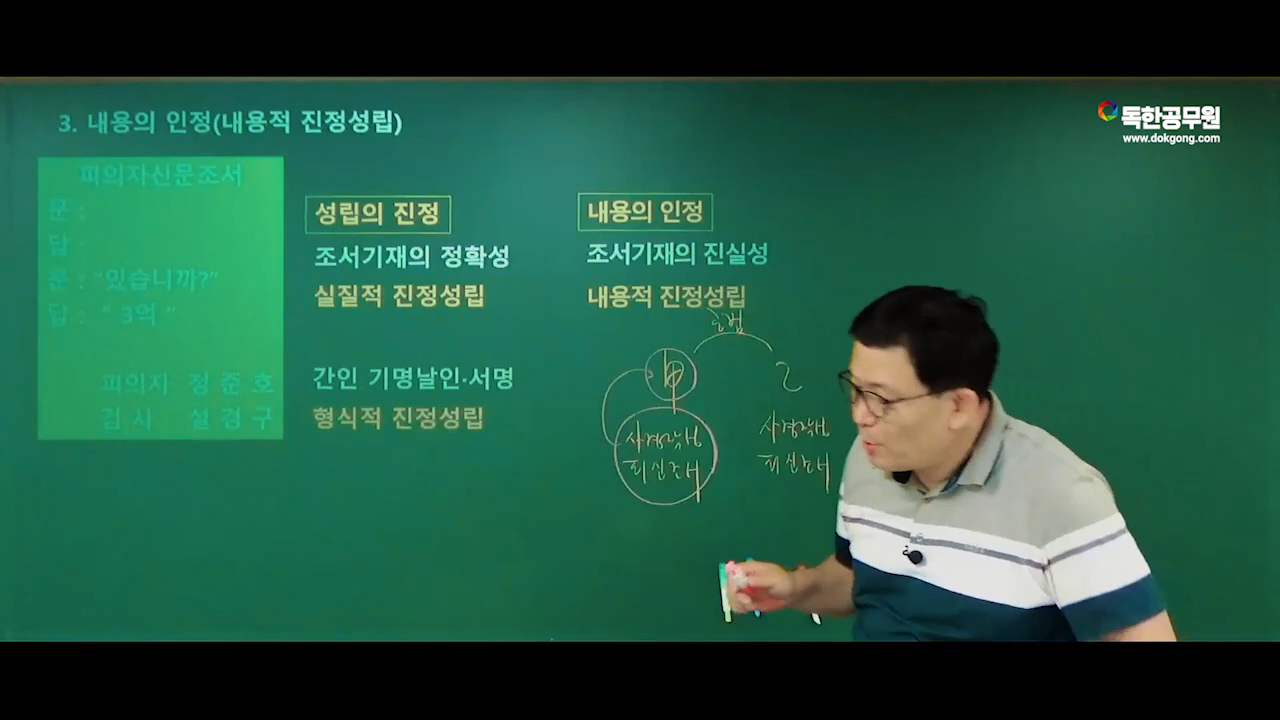 3. 내용의 인정(내용적 진정성립)
독한공무원
www.dokgong.com
피의자신문조서
문 :
답 :
문 : "있습니까?"
답 : " 3억 "
피의자 정 준 호
검 사 설 경 구
성립의 진정
조서기재의 정확성
실질적 진정성립
간인 기명날인·서명
형식적 진정성립
내용의 인정
조서기재의 진실성
내용적 진정성립
공범
사경작성
피신조서
乙
사경작성
피신조서